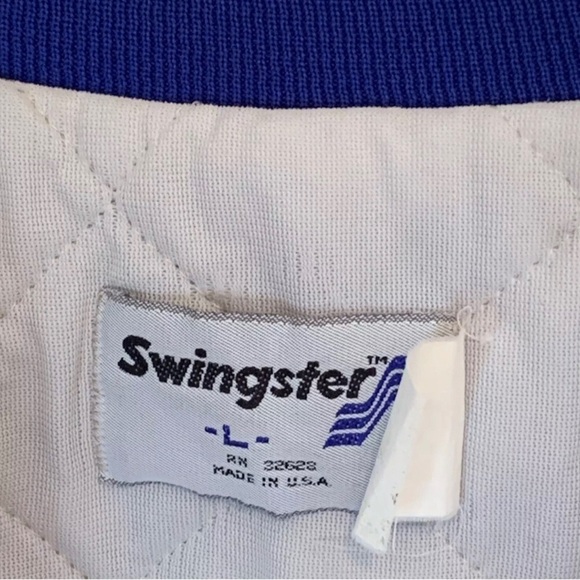 Swingster™
-L-
RN 32628
MADE IN U.S.A.